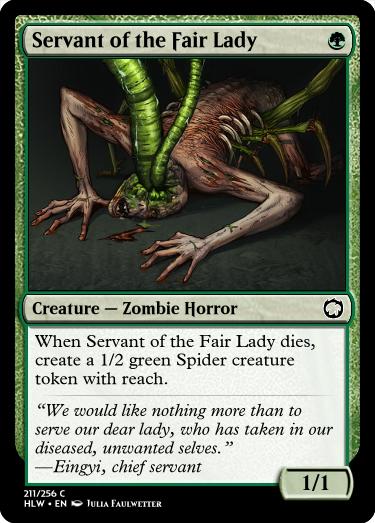 Servant of the Fair Lady
Creature — Zombie Horror
When Servant of the Fair Lady dies,
create a 1/2 green Spider creature
token with reach.
“We would like nothing more than to
serve our dear lady, who has taken in our
diseased, unwanted selves.”
—Eingyi, chief servant
1/1
211/256 C
HLW • EN Julia Faulwetter